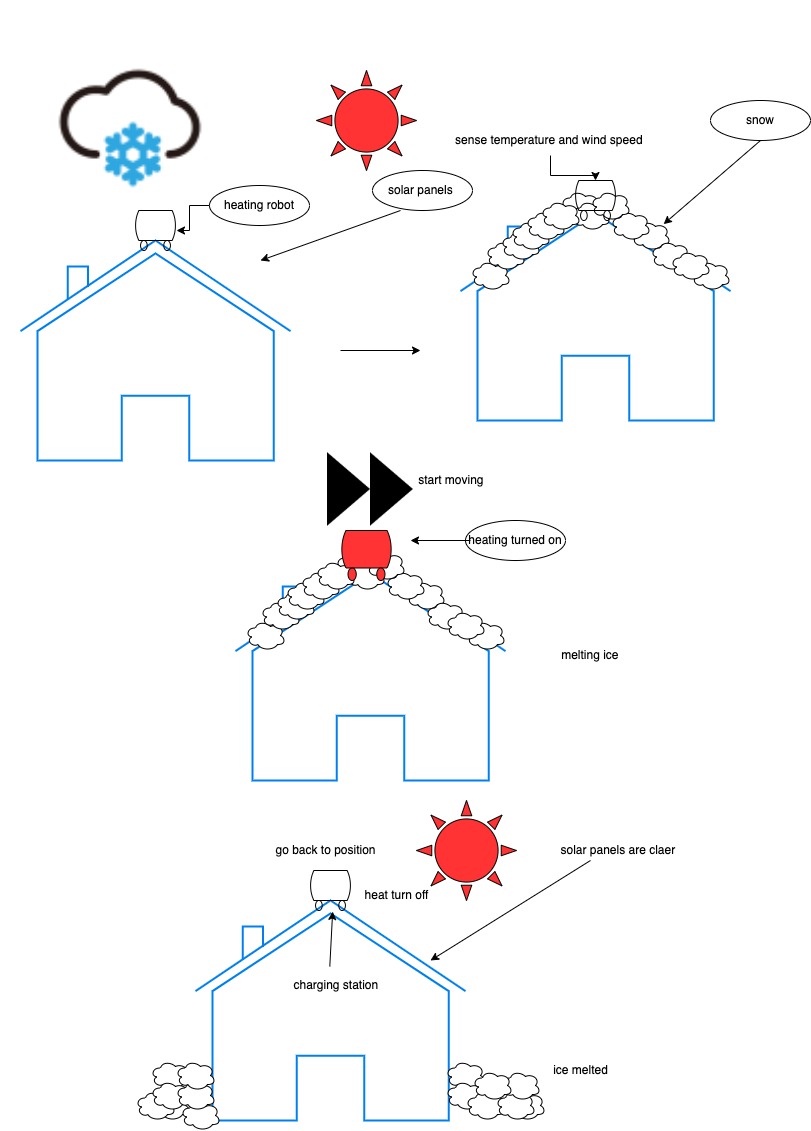 snow
sense temperature and wind speed
solar panels
heating robot
start moving
heating turned on
melting ice
go back to position
solar panels are claer
heat turn off
charging station
ice melted